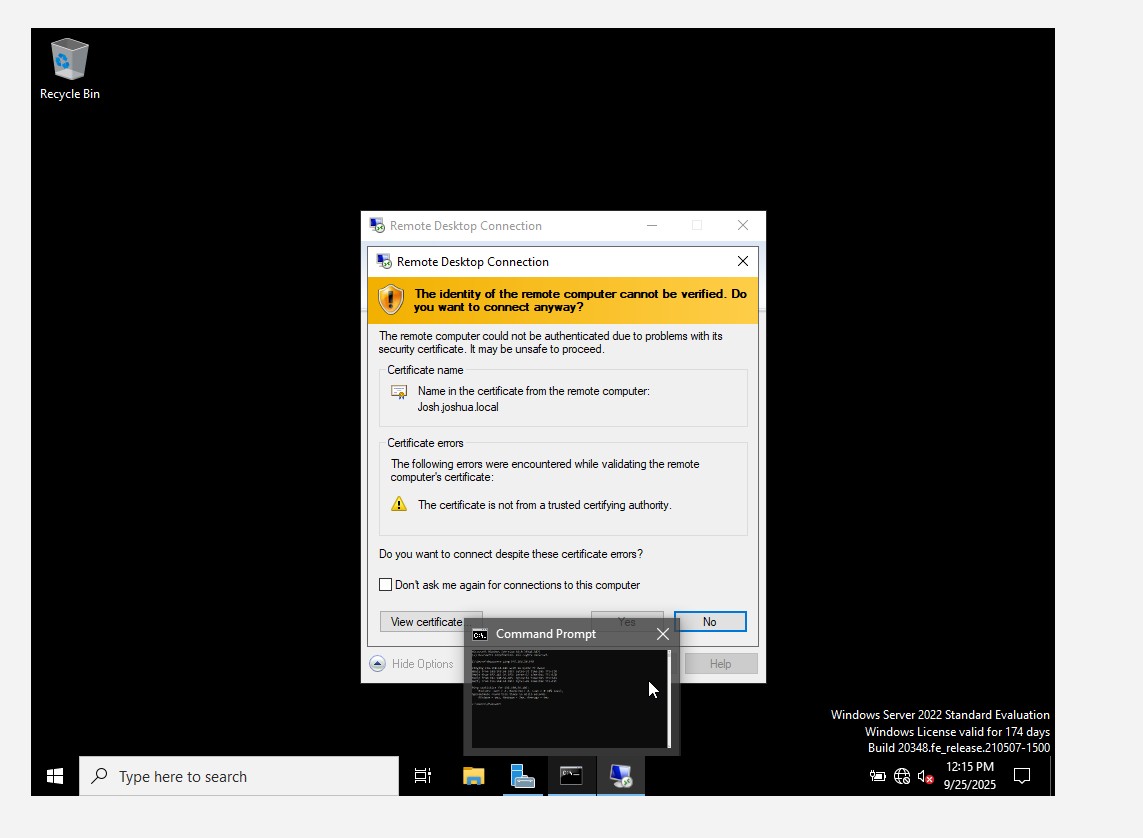 Recycle Bin
Remote Desktop Connection
Remote Desktop Connection
The identity of the remote computer cannot be verified. Do
you want to connect anyway?
The remote computer could not be authenticated due to problems with its
security certificate. It may be unsafe to proceed.
Certificate name
Name in the certificate from the remote computer:
Josh.joshua.local
Certificate errors
The following errors were encountered while validating the remote
computer's certificate:
The certificate is not from a trusted certifying authority.
Do you want to connect despite these certificate errors?
Don't ask me again for connections to this computer
View certificate
Yes
No
Command Prompt
Hide Options
Help
Windows Server 2022 Standard Evaluation
Windows License valid for 174 days
Build 20348.fe_release.210507-1500
Type here to search
12:15 PM
9/25/2025